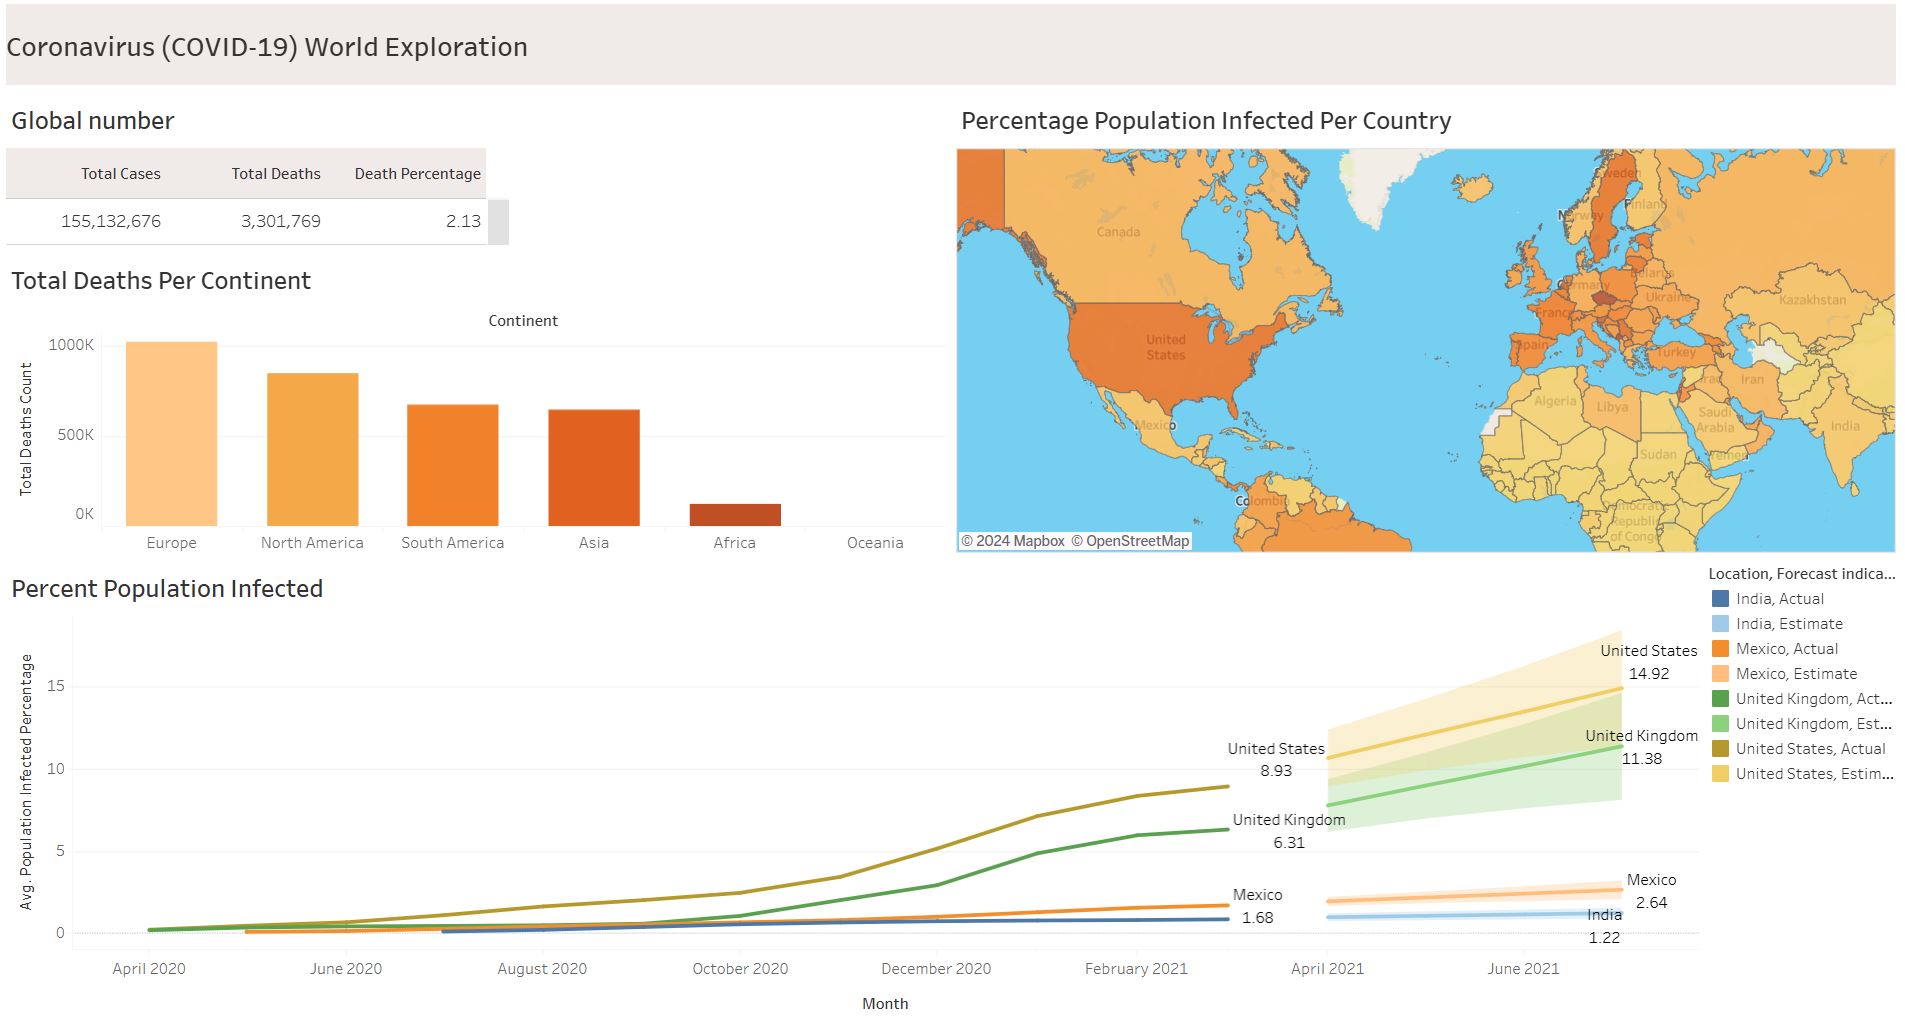 Coronavirus (COVID-19) World Exploration
Global number
Total Cases Total Deaths Death Percentage
155,132,676 3,301,769 2.13
Total Deaths Per Continent
Continent
Total Deaths Count
1000K
500K
0K
Europe North America South America Asia Africa Oceania
Percentage Population Infected Per Country
Sweden
Finland
Norway
Canada
Belarus
Germany
Ukraine
Kazakhstan
France
United
States
Spain
Turkey
Iraq
Iran
Algeria
Libya
Saudi
Arabia
Mexico
India
Sudan
Yemen
Colombia
Democratic
Republic
of Congo
© 2024 Mapbox © OpenStreetMap
Percent Population Infected
Avg. Population Infected Percentage
15
10
5
0
United States
14.92
United Kingdom
11.38
United States
8.93
United Kingdom
6.31
Mexico
1.68
Mexico
2.64
India
1.22
April 2020 June 2020 August 2020 October 2020 December 2020 February 2021 April 2021 June 2021
Month
Location, Forecast indica...
India, Actual
India, Estimate
Mexico, Actual
Mexico, Estimate
United Kingdom, Act...
United Kingdom, Est...
United States, Actual
United States, Estim...